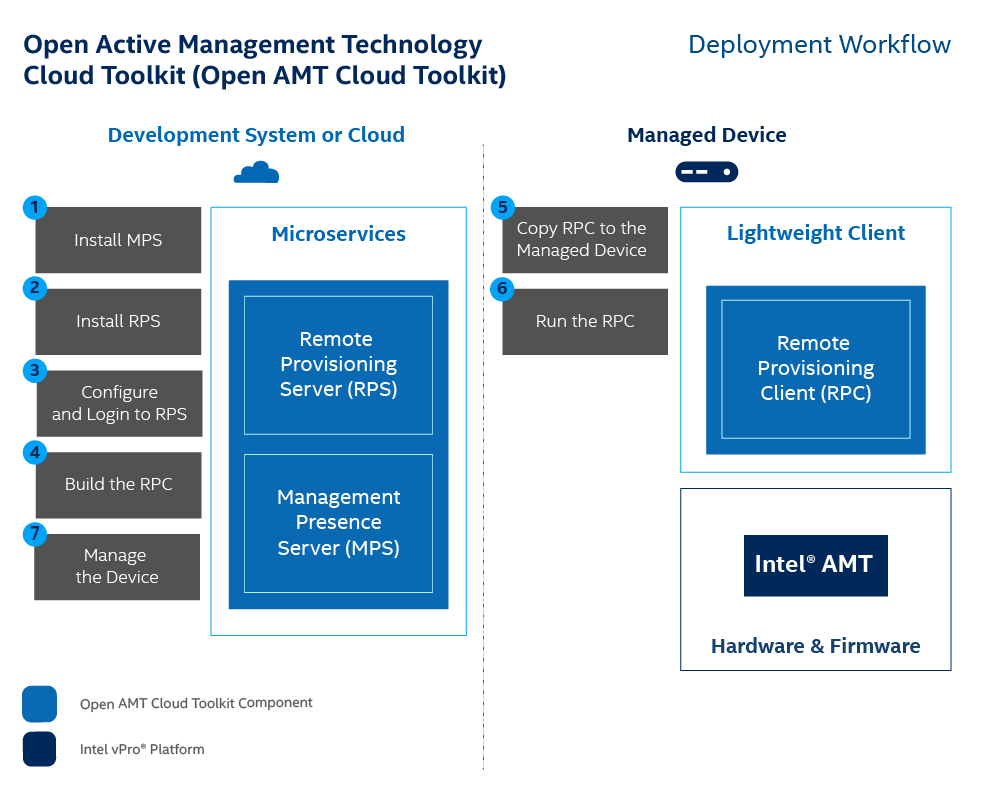 Open Active Management Technology
Cloud Toolkit (Open AMT Cloud Toolkit)
Deployment Workflow
Development System or Cloud
1
Install MPS
2
Install RPS
3
Configure
and Login to RPS
4
Build the RPC
7
Manage
the Device
Microservices
Remote
Provisioning
Server (RPS)
Management
Presence
Server (MPS)
Managed Device
5
Copy RPC to the
Managed Device
6
Run the RPC
Lightweight Client
Remote
Provisioning
Client (RPC)
Intel® AMT
Hardware & Firmware
Open AMT Cloud Toolkit Component
Intel vPro® Platform